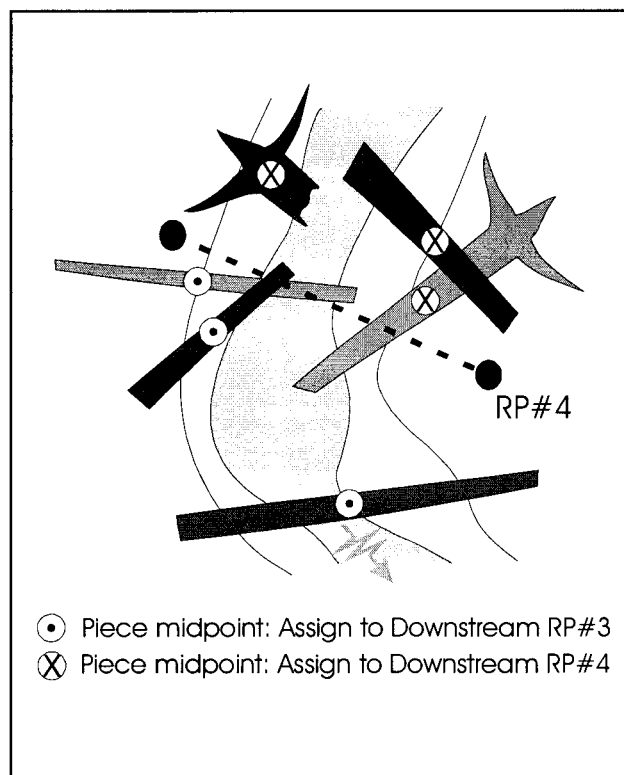 RP#4
Piece midpoint: Assign to Downstream RP#3
Piece midpoint: Assign to Downstream RP#4